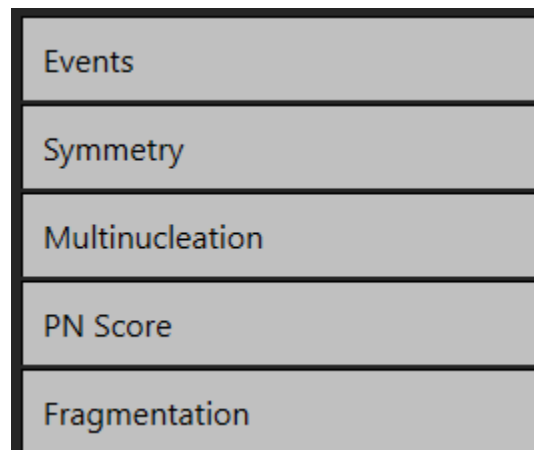 Events
Symmetry
Multinucleation
PN Score
Fragmentation